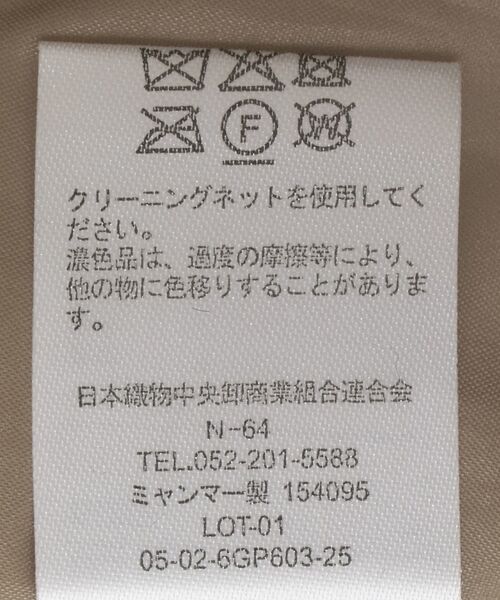 F
W
クリーニングネットを使用してく
ださい。
濃色品は、過度の摩擦等により、
他の物に色移りすることがありま
す。
日本織物中央卸商業組合連合会
N-64
TEL.052-201-5588
ミャンマー製 154095
LOT-01
05-02-6GP603-25